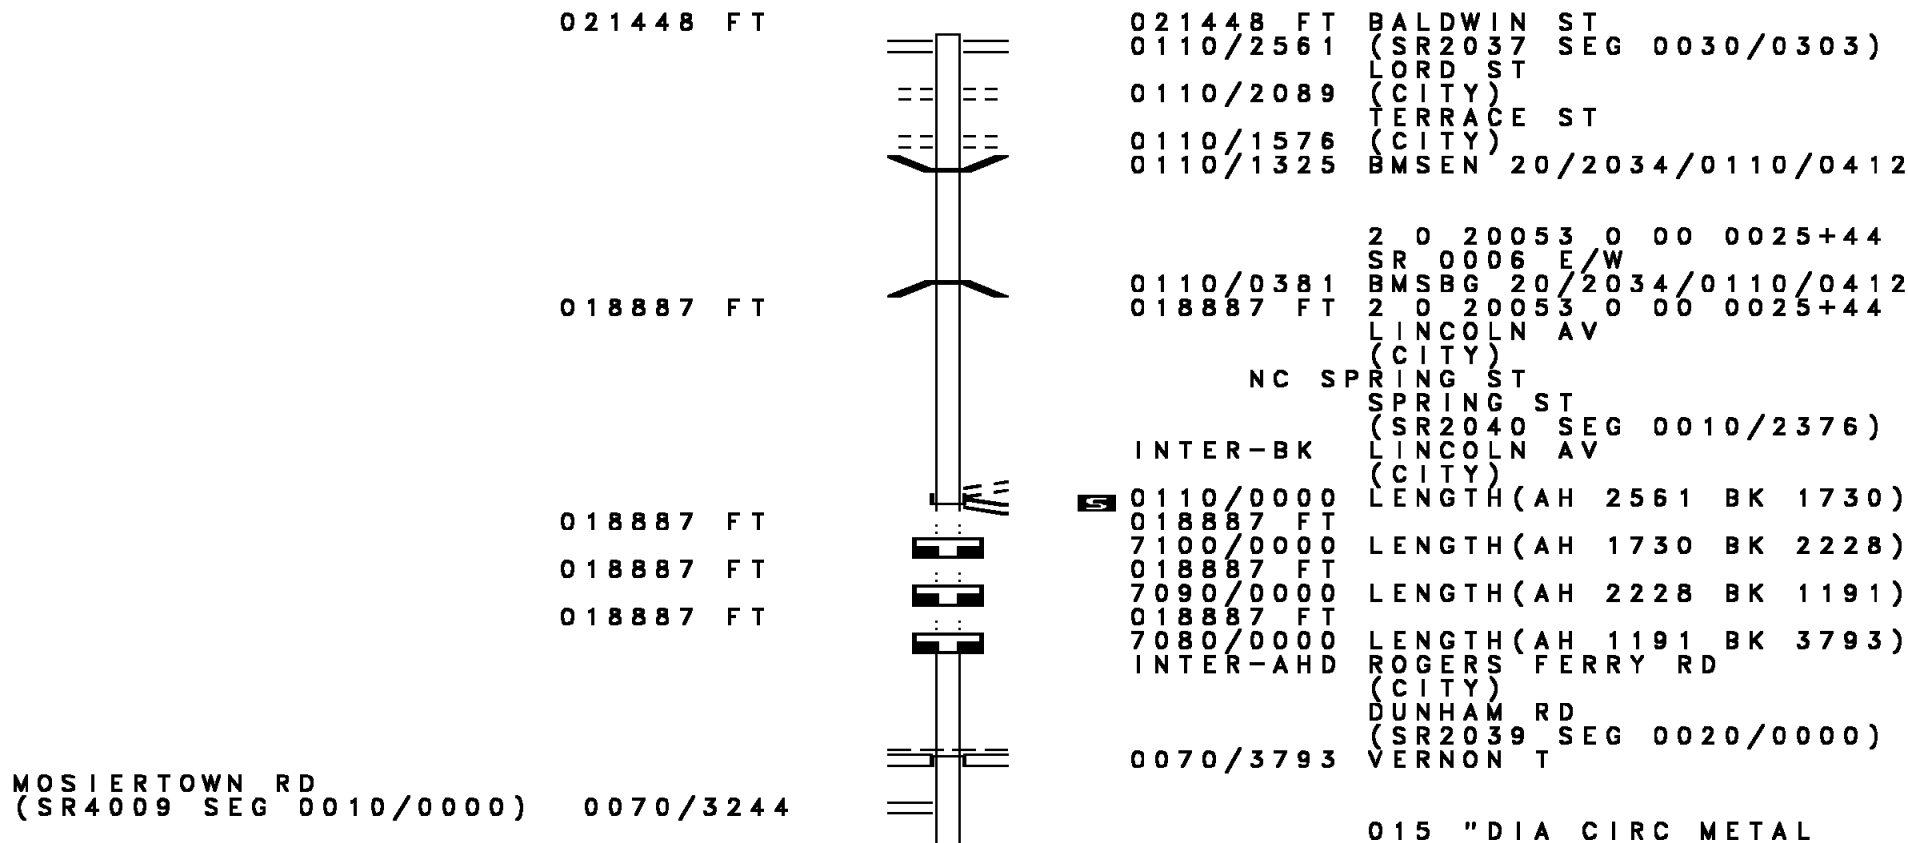 021448 FT 021448 FT BALDWIN ST
0110/2561 (SR2037 SEG 0030/0303)
LORD ST
0110/2089 (CITY)
TERRACE ST
0110/1576 (CITY)
0110/1325 BMSEN 20/2034/0110/0412
2 0 20053 0 00 0025+44
SR 0006 E/W
0110/0381 BMSBG 20/2034/0110/0412
018887 FT 018887 FT 2 0 20053 0 00 0025+44
LINCOLN AV
(CITY)
NC SPRING ST
SPRING ST
(SR2040 SEG 0010/2376)
INTER-BK LINCOLN AV
(CITY)
S 0110/0000 LENGTH(AH 2561 BK 1730)
018887 FT 018887 FT
7100/0000 LENGTH(AH 1730 BK 2228)
018887 FT 018887 FT
7090/0000 LENGTH(AH 2228 BK 1191)
018887 FT 018887 FT
7080/0000 LENGTH(AH 1191 BK 3793)
INTER-AHD ROGERS FERRY RD
(CITY)
DUNHAM RD
(SR2039 SEG 0020/0000)
0070/3793 VERNON T
MOSIERTOWN RD
(SR4009 SEG 0010/0000) 0070/3244
015 "DIA CIRC METAL